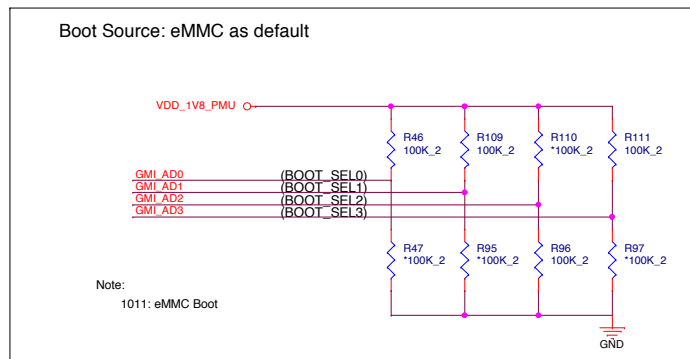 Boot Source: eMMC as default
VDD_1V8_PMU
R46
100K_2
R109
100K_2
R110
*100K_2
R111
100K_2
GMI_AD0 (BOOT_SEL0)
GMI_AD1 (BOOT_SEL1)
GMI_AD2 (BOOT_SEL2)
GMI_AD3 (BOOT_SEL3)
R47
*100K_2
R95
*100K_2
R96
100K_2
R97
*100K_2
Note:
1011: eMMC Boot
GND